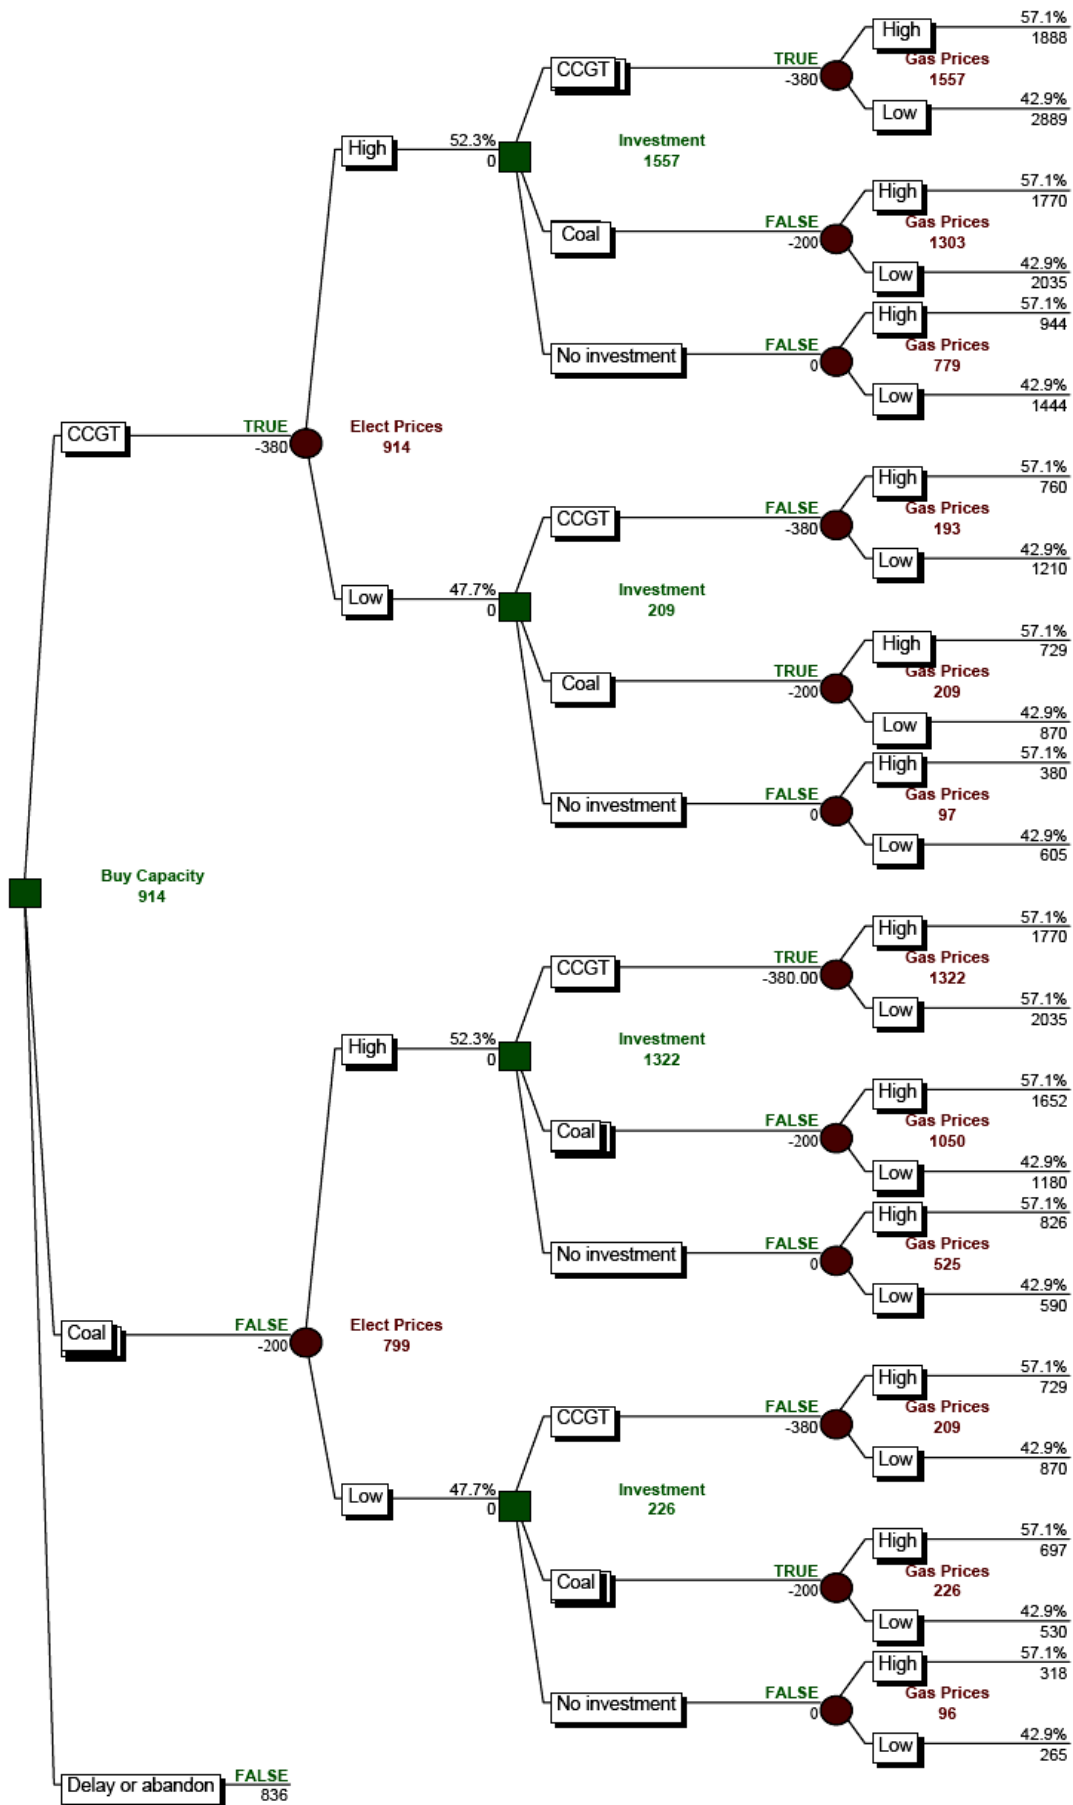 57.1%
High
1888
TRUE
Gas Prices
CCGT
-380
1557
42.9%
Low
2889
52.3%
High
0
Investment
1557
57.1%
High
1770
FALSE
Gas Prices
Coal
-200
1303
42.9%
Low
2035
57.1%
High
944
FALSE
Gas Prices
No investment
0
779
42.9%
Low
1444
TRUE
CCGT
-380
Elect Prices
914
57.1%
High
760
FALSE
Gas Prices
CCGT
-380
193
42.9%
Low
1210
47.7%
Low
0
Investment
209
57.1%
High
729
TRUE
Gas Prices
Coal
-200
209
42.9%
Low
870
57.1%
High
380
FALSE
Gas Prices
No investment
0
97
42.9%
Low
605
Buy Capacity
914
57.1%
High
1770
TRUE
Gas Prices
CCGT
-380.00
1322
57.1%
Low
2035
52.3%
High
0
Investment
1322
57.1%
High
1652
FALSE
Gas Prices
Coal
-200
1050
42.9%
Low
1180
57.1%
High
826
FALSE
Gas Prices
No investment
0
525
42.9%
Low
590
FALSE
Coal
-200
Elect Prices
799
57.1%
High
729
FALSE
Gas Prices
CCGT
-380
209
42.9%
Low
870
47.7%
Low
0
Investment
226
57.1%
High
697
TRUE
Gas Prices
Coal
-200
226
42.9%
Low
530
57.1%
High
318
FALSE
Gas Prices
No investment
0
96
42.9%
Low
265
FALSE
Delay or abandon
836